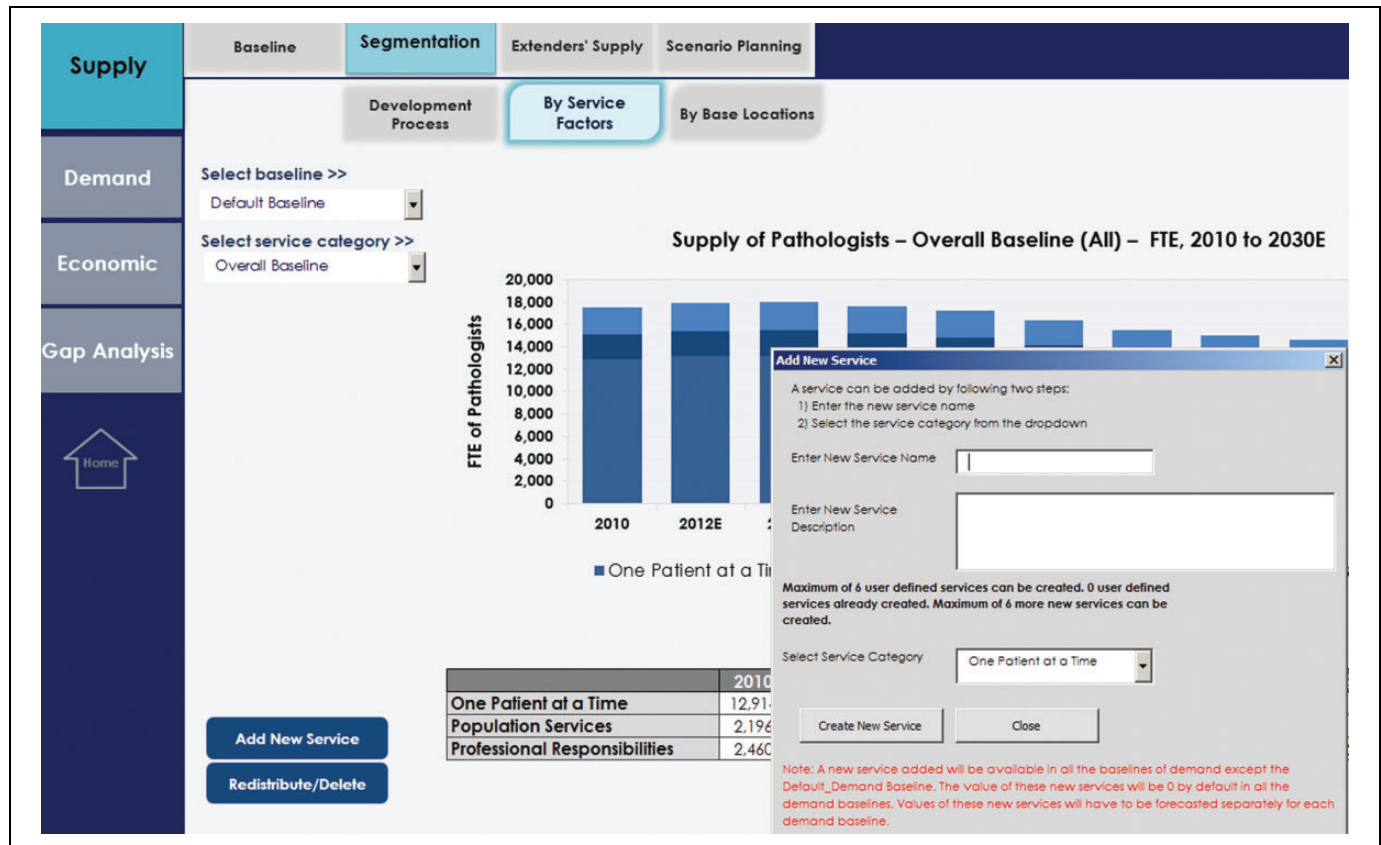 Supply
Baseline
Segmentation
Extenders' Supply
Scenario Planning
Development
Process
By Service
Factors
By Base Locations
Demand
Economic
Gap Analysis
Home
Select baseline >>
Default Baseline
Select service category >>
Overall Baseline
Supply of Pathologists – Overall Baseline (All) – FTE, 2010 to 2030E
FTE of Pathologists
20,000
18,000
16,000
14,000
12,000
10,000
8,000
6,000
4,000
2,000
0
2010
2012E
One Patient at a
2010
One Patient at a Time
12,91
Population Services
2,196
Professional Responsibilities
2,460
Add New Service
Redistribute/Delete
Add New Service
A service can be added by following two steps:
1) Enter the new service name
2) Select the service category from the dropdown
Enter New Service Name
Enter New Service
Description
Maximum of 6 user defined services can be created. 0 user defined
services already created. Maximum of 6 more new services can be
created.
Select Service Category
One Patient at a Time
Create New Service
Close
Note: A new service added will be available in all the baselines of demand except the
Default_Demand Baseline. The value of these new services will be 0 by default in all the
demand baselines. Values of these new services will have to be forecasted separately for each
demand baseline.